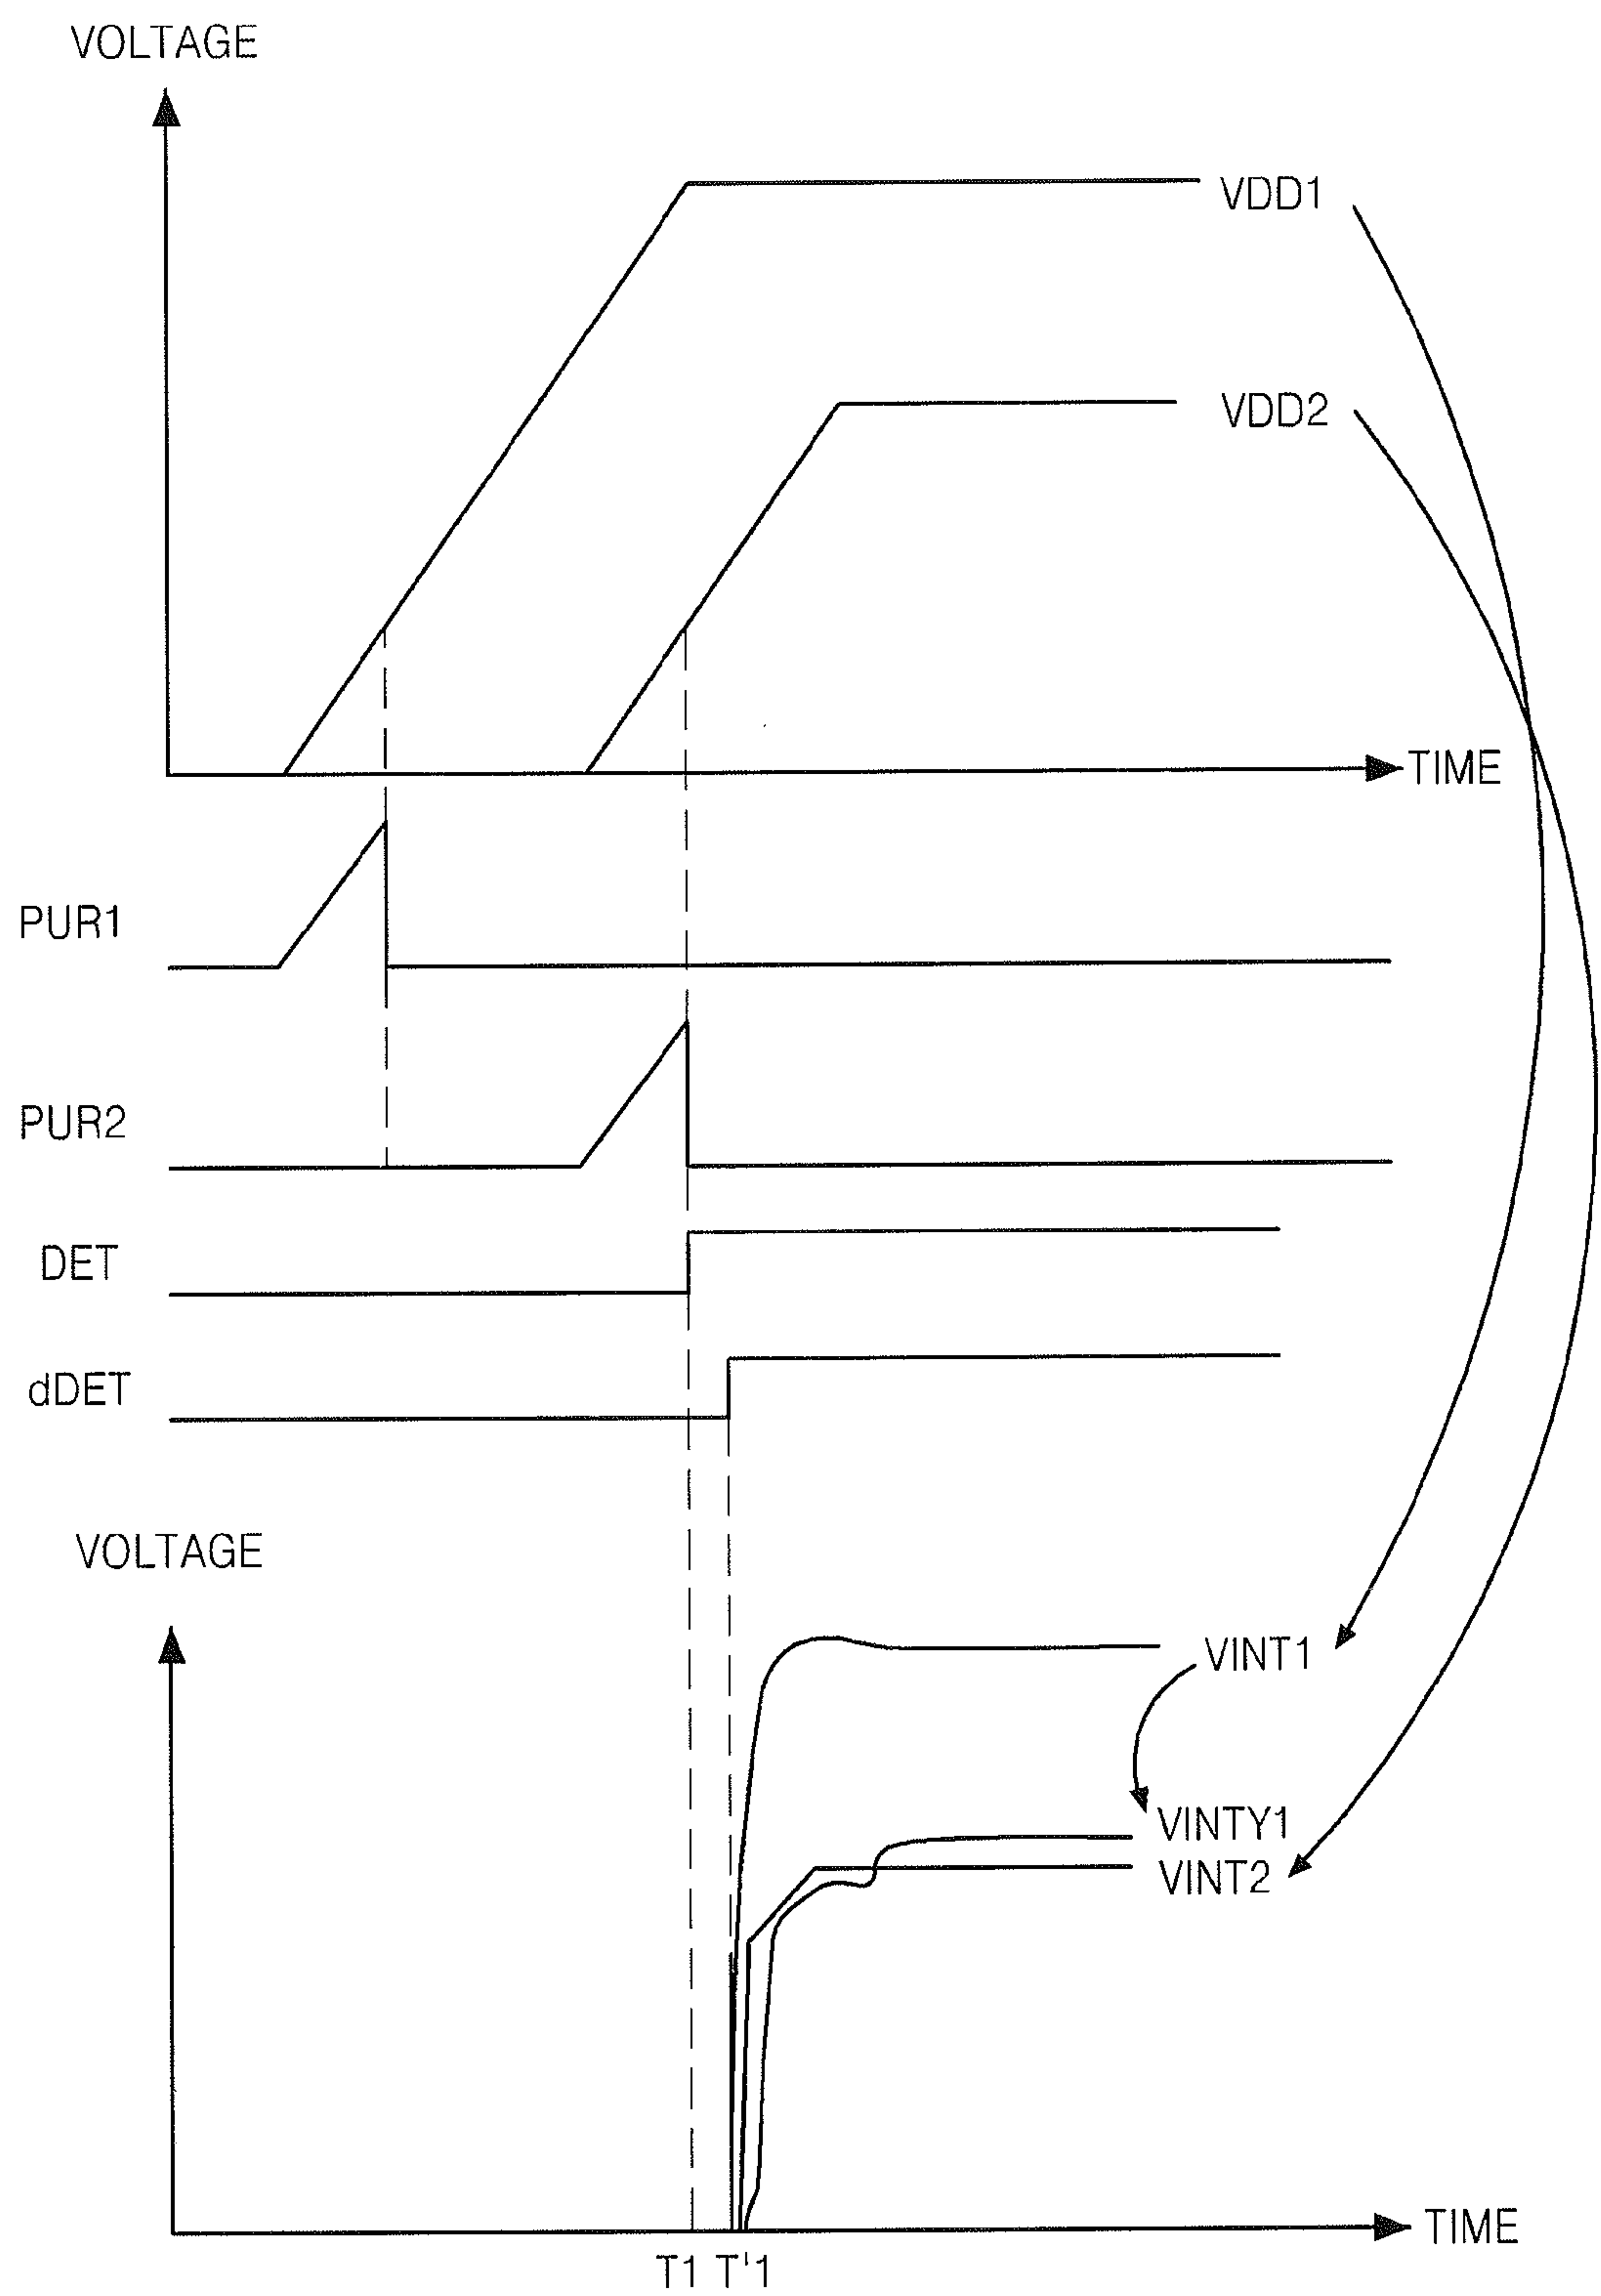 VOLTAGE
VDD1
VDD2
TIME
PUR1
PUR2
DET
dDET
VOLTAGE
VINT1
VINTY1
VINT2
TIME
T1 T'1